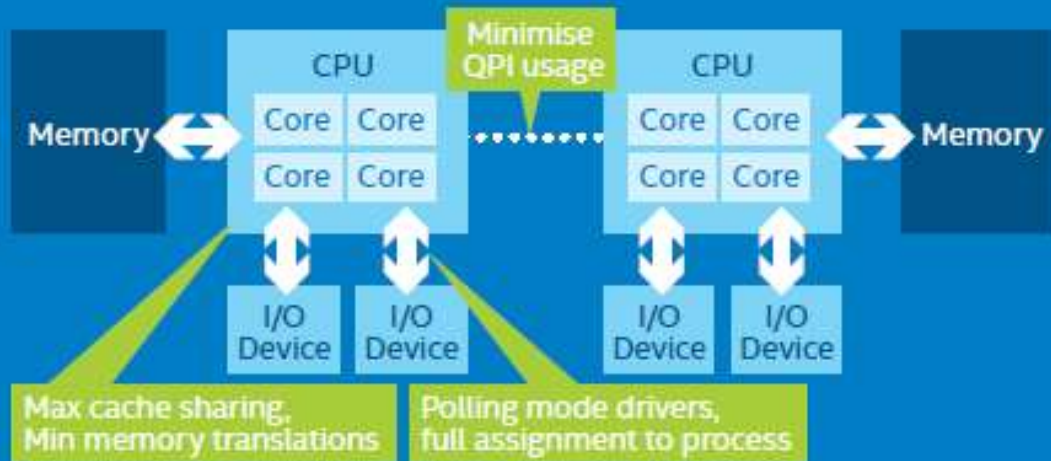 Minimise
QPI usage
CPU
CPU
Memory
Core Core
Core Core
Core Core
Core Core
Memory
I/O
Device
I/O
Device
I/O
Device
I/O
Device
Max cache sharing,
Min memory translations
Polling mode drivers,
full assignment to process